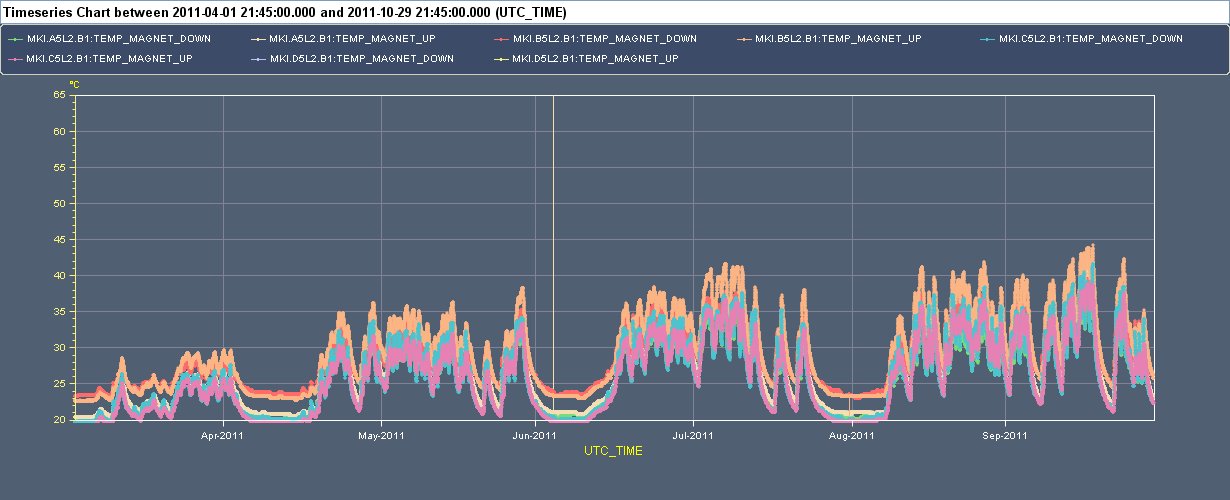 Timeseries Chart between 2011-04-01 21:45:00.000 and 2011-10-29 21:45:00.000 (UTC_TIME)
MKI.A5L2.B1:TEMP_MAGNET_DOWN MKI.A5L2.B1:TEMP_MAGNET_UP MKI.B5L2.B1:TEMP_MAGNET_DOWN MKI.B5L2.B1:TEMP_MAGNET_UP MKI.C5L2.B1:TEMP_MAGNET_DOWN
MKI.C5L2.B1:TEMP_MAGNET_UP MKI.D5L2.B1:TEMP_MAGNET_DOWN MKI.D5L2.B1:TEMP_MAGNET_UP
°C
65
60
55
50
45
40
35
30
25
20
Apr-2011 May-2011 Jun-2011 Jul-2011 Aug-2011 Sep-2011
UTC_TIME